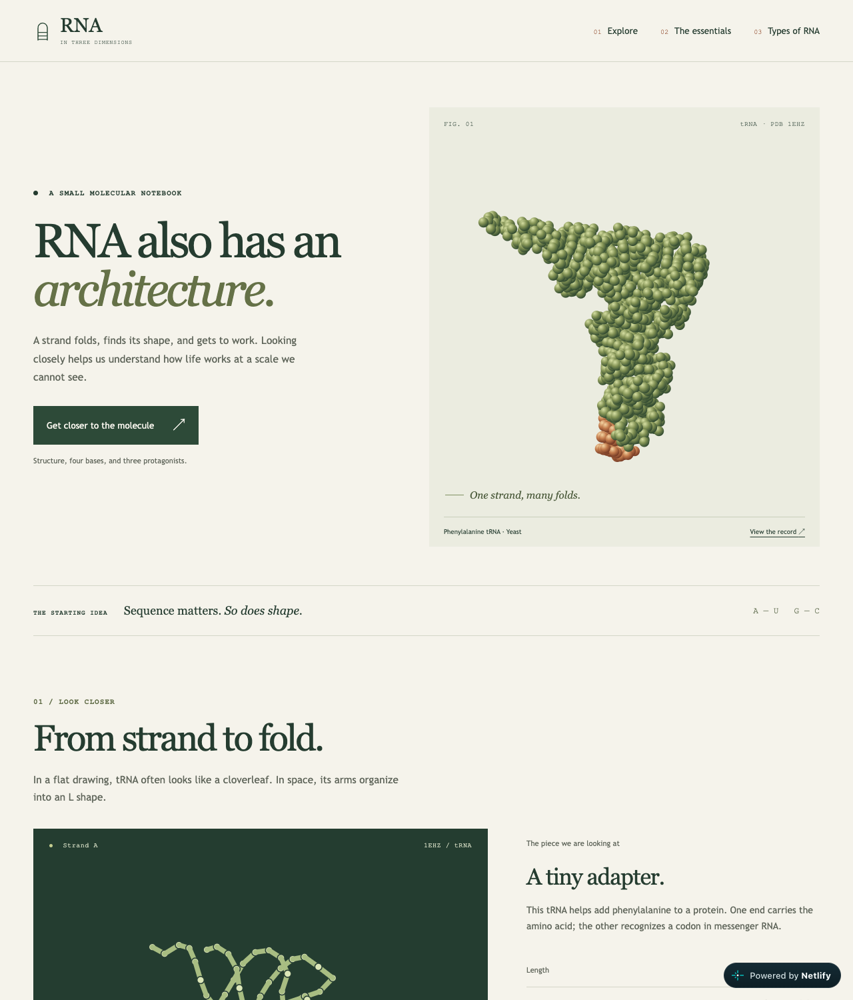 RNA
IN THREE DIMENSIONS
01 Explore
02 The essentials
03 Types of RNA
FIG. 01
tRNA · PDB 1EHZ
A SMALL MOLECULAR NOTEBOOK
RNA also has an
architecture.
A strand folds, finds its shape, and gets to work. Looking
closely helps us understand how life works at a scale we
cannot see.
Get closer to the molecule ↗
Structure, four bases, and three protagonists.
One strand, many folds.
Phenylalanine tRNA · Yeast
View the record ↗
THE STARTING IDEA
Sequence matters. So does shape.
A — U G — C
01 / LOOK CLOSER
From strand to fold.
In a flat drawing, tRNA often looks like a cloverleaf. In space, its arms organize
into an L shape.
Strand A
1EHZ / tRNA
The piece we are looking at
A tiny adapter.
This tRNA helps add phenylalanine to a protein. One end carries the
amino acid; the other recognizes a codon in messenger RNA.
Length
Powered by Netlify